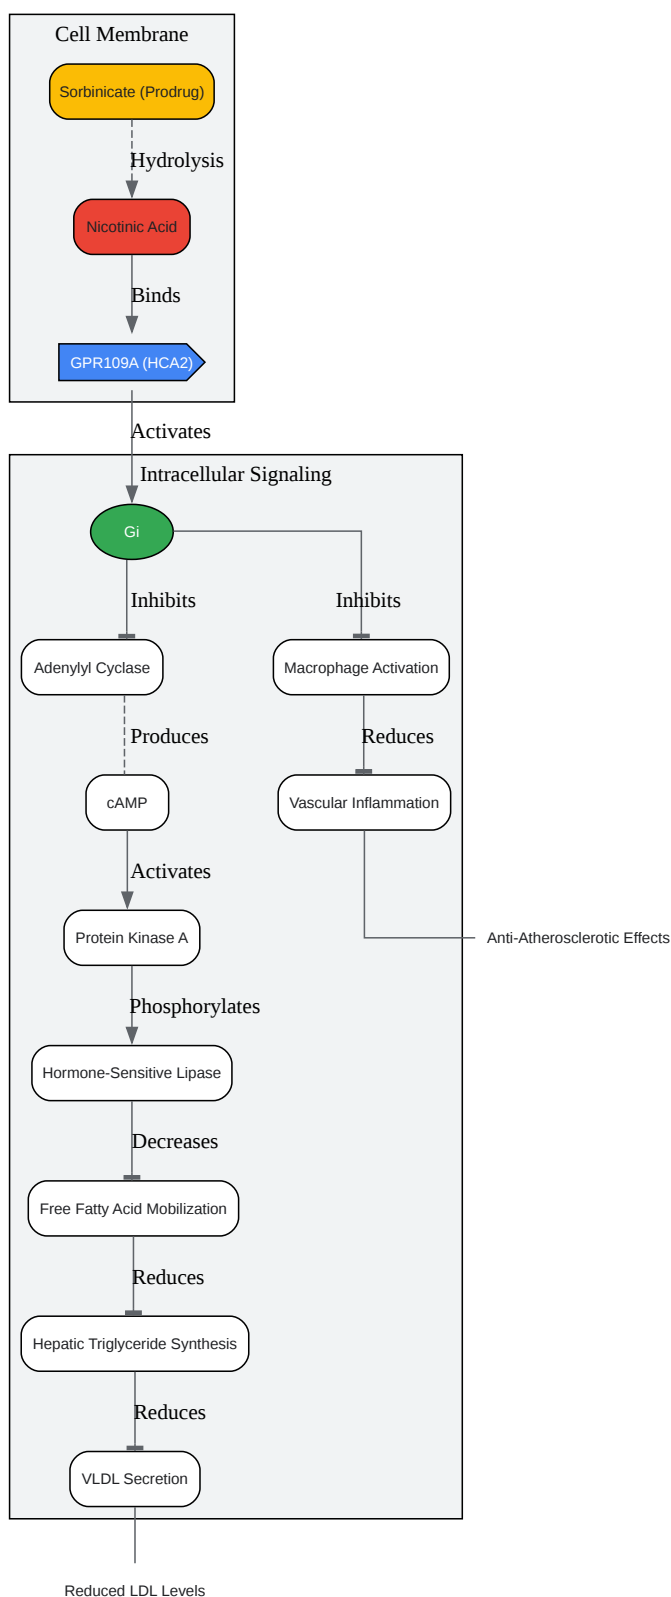 Cell Membrane
Sorbinicate (Prodrug)
Hydrolysis
Nicotinic Acid
Binds
GPR109A (HCA2)
Activates
Intracellular Signaling
Gi
Inhibits
Inhibits
Adenylyl Cyclase
Macrophage Activation
Produces
Reduces
cAMP
Vascular Inflammation
Activates
Protein Kinase A
Anti-Atherosclerotic Effects
Phosphorylates
Hormone-Sensitive Lipase
Decreases
Free Fatty Acid Mobilization
Reduces
Hepatic Triglyceride Synthesis
Reduces
VLDL Secretion
Reduced LDL Levels